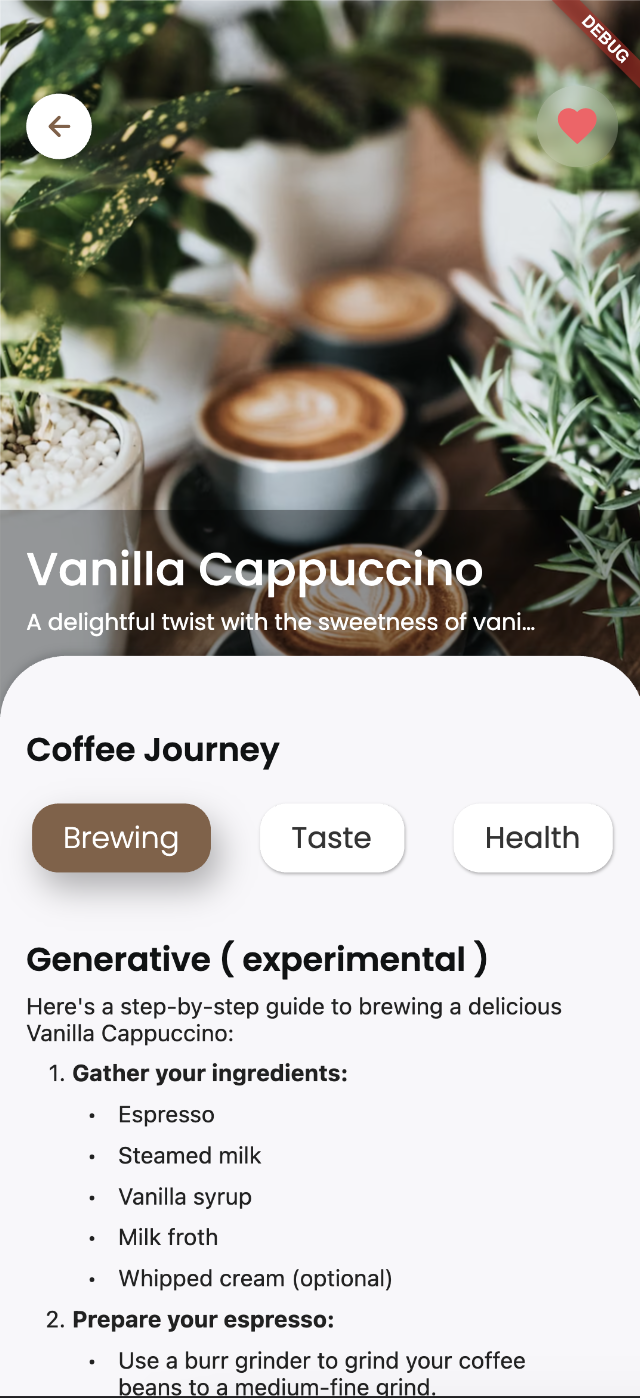 DEBUG
Vanilla Cappuccino
A delightful twist with the sweetness of vani...
Coffee Journey
Brewing
Taste
Health
Generative ( experimental )
Here's a step-by-step guide to brewing a delicious
Vanilla Cappuccino:
1. Gather your ingredients:
• Espresso
• Steamed milk
• Vanilla syrup
• Milk froth
• Whipped cream (optional)
2. Prepare your espresso:
• Use a burr grinder to grind your coffee
beans to a medium-fine grind.